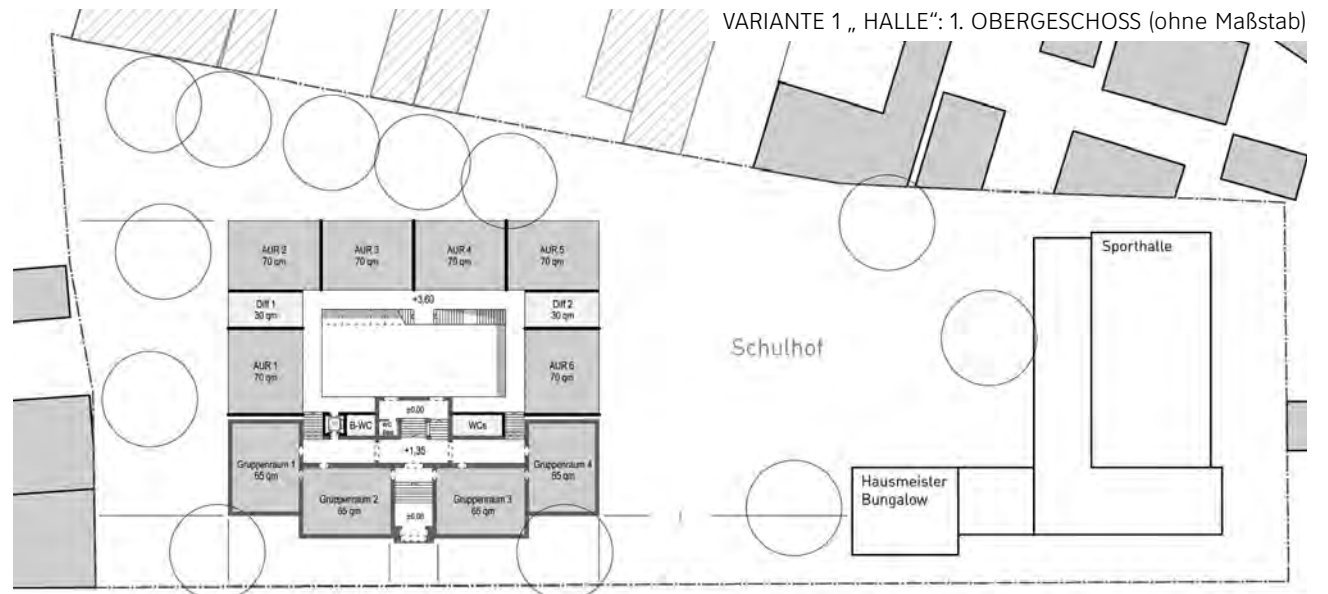 VARIANTE 1 „ HALLE“: 1. OBERGESCHOSS (ohne Maßstab)
Sporthalle
AUR 2
70 qm
AUR 3
70 qm
AUR 4
70 qm
AUR 5
70 qm
Diff 1
30 qm
+3,60
Diff 2
30 qm
Schulhof
AUR 1
70 qm
AUR 6
70 qm
±0,00
B-WC
WC
WCs
+1,35
Gruppenraum 1
65 qm
Gruppenraum 4
65 qm
Gruppenraum 2
65 qm
Gruppenraum 3
65 qm
±0,00
Hausmeister
Bungalow